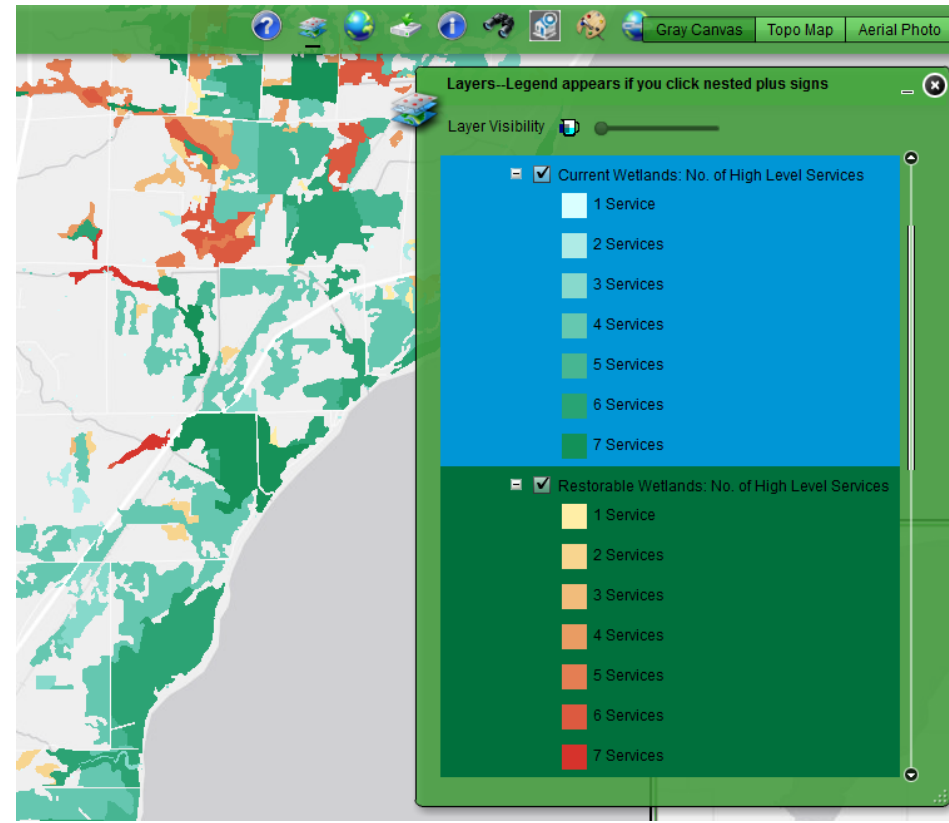 Gray Canvas Topo Map Aerial Photo
Layers--Legend appears if you click nested plus signs
Layer Visibility
Current Wetlands: No. of High Level Services
1 Service
2 Services
3 Services
4 Services
5 Services
6 Services
7 Services
Restorable Wetlands: No. of High Level Services
1 Service
2 Services
3 Services
4 Services
5 Services
6 Services
7 Services